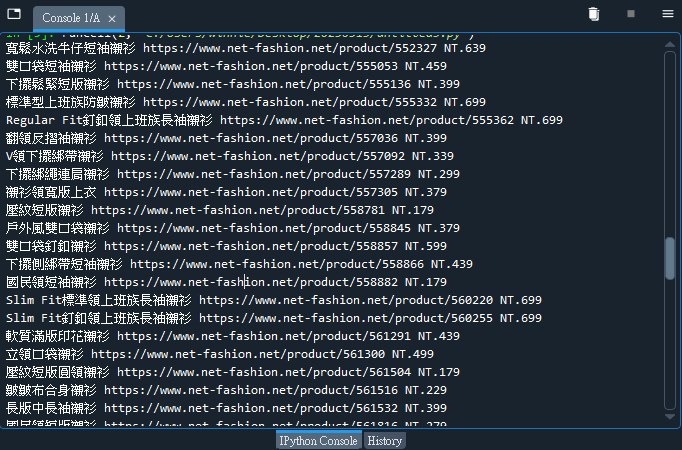 Console 1/A
寬鬆水洗牛仔短袖襯衫 https://www.net-fashion.net/product/552327 NT.639
雙口袋短袖襯衫 https://www.net-fashion.net/product/555053 NT.459
下擺鬆緊短版襯衫 https://www.net-fashion.net/product/555136 NT.399
標準型上班族防皺襯衫 https://www.net-fashion.net/product/555332 NT.699
Regular Fit釘釦領上班族長袖襯衫 https://www.net-fashion.net/product/555362 NT.699
翻領反摺袖襯衫 https://www.net-fashion.net/product/557036 NT.399
V領下擺綁帶襯衫 https://www.net-fashion.net/product/557092 NT.339
下擺綁繩連肩襯衫 https://www.net-fashion.net/product/557289 NT.299
襯衫領寬版上衣 https://www.net-fashion.net/product/557305 NT.379
壓紋短版襯衫 https://www.net-fashion.net/product/558781 NT.179
戶外風雙口袋襯衫 https://www.net-fashion.net/product/558845 NT.379
雙口袋釘釦襯衫 https://www.net-fashion.net/product/558857 NT.599
下擺側綁帶短袖襯衫 https://www.net-fashion.net/product/558866 NT.439
國民領短袖襯衫 https://www.net-fashion.net/product/558882 NT.179
Slim Fit標準領上班族長袖襯衫 https://www.net-fashion.net/product/560220 NT.699
Slim Fit釘釦領上班族長袖襯衫 https://www.net-fashion.net/product/560255 NT.699
軟質滿版印花襯衫 https://www.net-fashion.net/product/561291 NT.439
立領口袋襯衫 https://www.net-fashion.net/product/561300 NT.499
壓紋短版圓領襯衫 https://www.net-fashion.net/product/561504 NT.179
皺皺布合身襯衫 https://www.net-fashion.net/product/561516 NT.229
長版中長袖襯衫 https://www.net-fashion.net/product/561532 NT.399
國民領短版襯衫 https://www.net-fashion.net/product/561816 NT.279
IPython Console
History